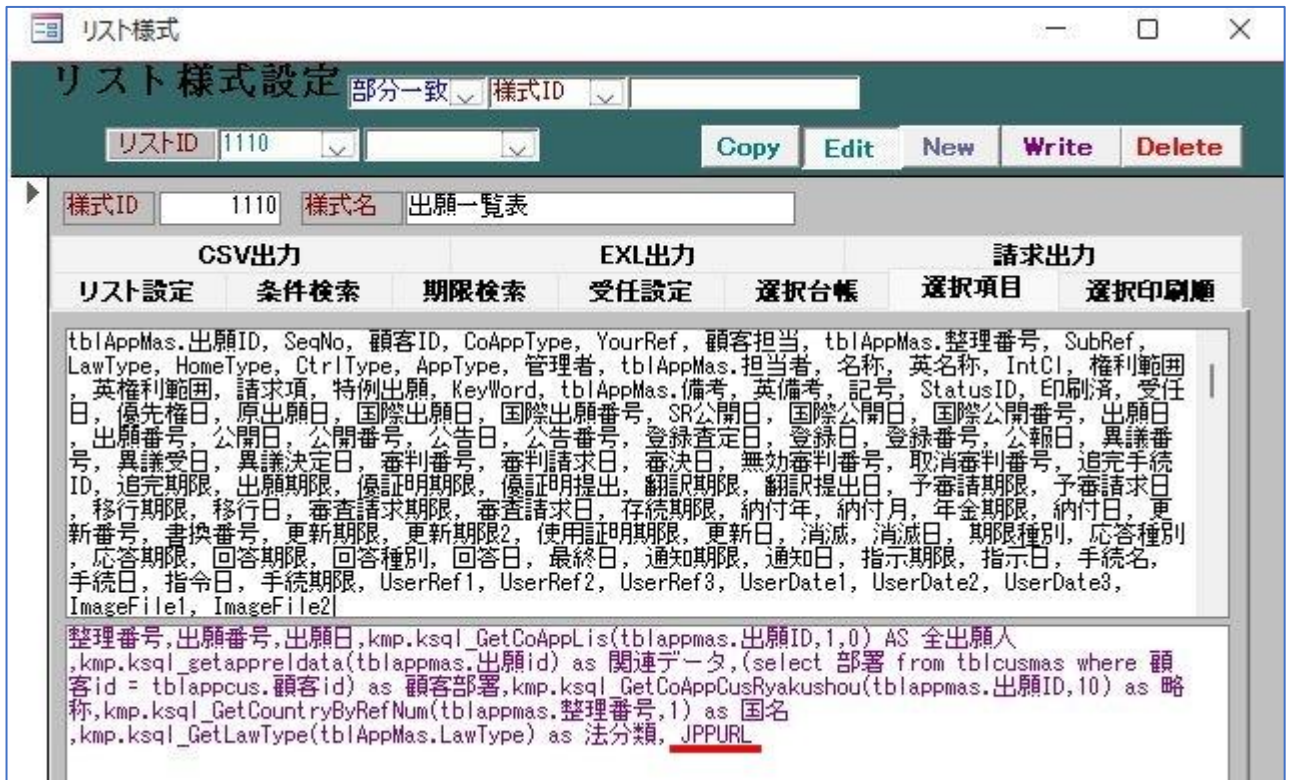 リスト様式
リスト様式設定 部分一致 様式ID
リストID 1110 Copy Edit New Write Delete
様式ID 1110 様式名 出願一覧表
CSV出力 EXL出力 請求出力
リスト設定 条件検索 期限検索 受任設定 選択台帳 選択項目 選択印刷順
tblAppMas.出願ID, SeqNo, 顧客ID, CoAppType, YourRef, 顧客担当, tblAppMas.整理番号, SubRef,
LawType, HomeType, CtrlType, AppType, 管理者, tblAppMas.担当者, 名称, 英名称, IntCl, 権利範囲
, 英権利範囲, 請求項, 特例出願, KeyWord, tblAppMas.備考, 英備考, 記号, StatusID, 印刷済, 受任
日, 優先権日, 原出願日, 国際出願日, 国際出願番号, SR公開日, 国際公開日, 国際公開番号, 出願日
, 出願番号, 公開日, 公開番号, 公告日, 公告番号, 登録査定日, 登録日, 登録番号, 公報日, 異議番
号, 異議受日, 異議決定日, 審判番号, 審判請求日, 審決日, 無効審判番号, 取消審判番号, 追完手続
ID, 追完期限, 出願期限, 優証明期限, 優証明提出, 翻訳期限, 翻訳提出日, 予審請期限, 予審請求日
, 移行期限, 移行日, 審査請求期限, 審査請求日, 存続期限, 納付年, 納付月, 年金期限, 納付日, 更
新番号, 書換番号, 更新期限, 更新期限2, 使用証明期限, 更新日, 消滅, 消滅日, 期限種別, 応答種別
, 応答期限, 回答期限, 回答種別, 回答日, 最終日, 通知期限, 通知日, 指示期限, 指示日, 手続名,
手続日, 指令日, 手続期限, UserRef1, UserRef2, UserRef3, UserDate1, UserDate2, UserDate3,
ImageFile1, ImageFile2
整理番号,出願番号,出願日,kmp.ksql_GetCoAppLis(tblappmas.出願ID,1,0) AS 全出願人
,kmp.ksql_getappreldata(tblappmas.出願id) as 関連データ,(select 部署 from tblcusmas where 顧
客id = tblappcus.顧客id) as 顧客部署,kmp.ksql_GetCoAppCusRyakushou(tblappmas.出願ID,10) as 略
称,kmp.ksql_GetCountryByRefNum(tblappmas.整理番号,1) as 国名
,kmp.ksql_GetLawType(tblAppMas.LawType) as 法分類, JPPURL